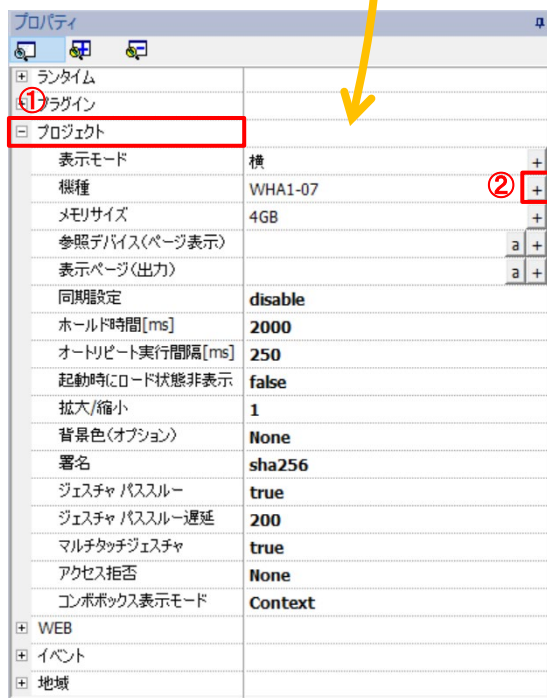 プロパティ
ランタイム
① プラグイン
プロジェクト
表示モード 横 +
機種 WHA1-07 ② +
メモリサイズ 4GB +
参照デバイス(ページ表示) a +
表示ページ(出力) a +
同期設定 disable
ホールド時間[ms] 2000
オートリピート実行間隔[ms] 250
起動時にロード状態非表示 false
拡大/縮小 1
背景色(オプション) None
署名 sha256
ジェスチャ パススルー true
ジェスチャ パススルー遅延 200
マルチタッチジェスチャ true
アクセス拒否 None
コンボボックス表示モード Context
WEB
イベント
地域